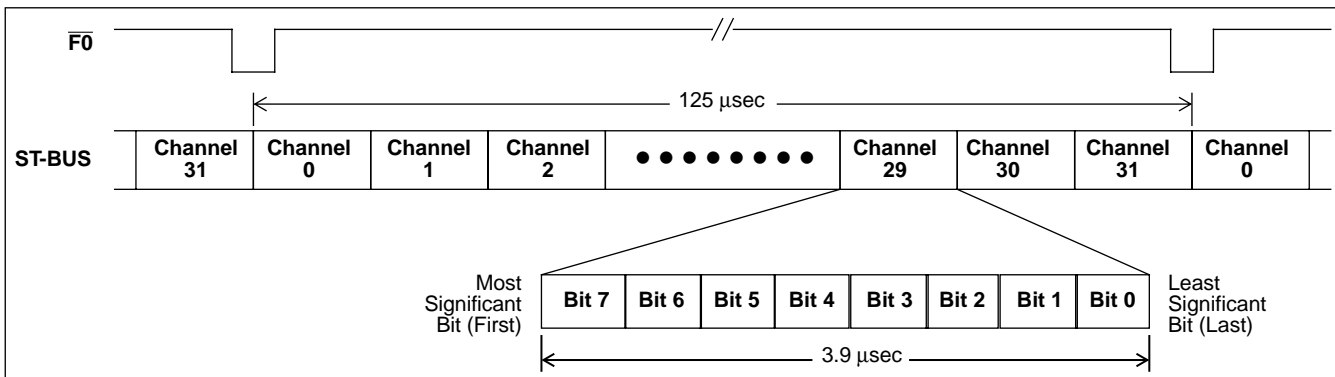 F0
125 µsec
ST-BUS
Channel 31
Channel 0
Channel 1
Channel 2
Channel 29
Channel 30
Channel 31
Channel 0
Most
Significant
Bit (First)
Bit 7 Bit 6 Bit 5 Bit 4 Bit 3 Bit 2 Bit 1 Bit 0
Least
Significant
Bit (Last)
3.9 µsec